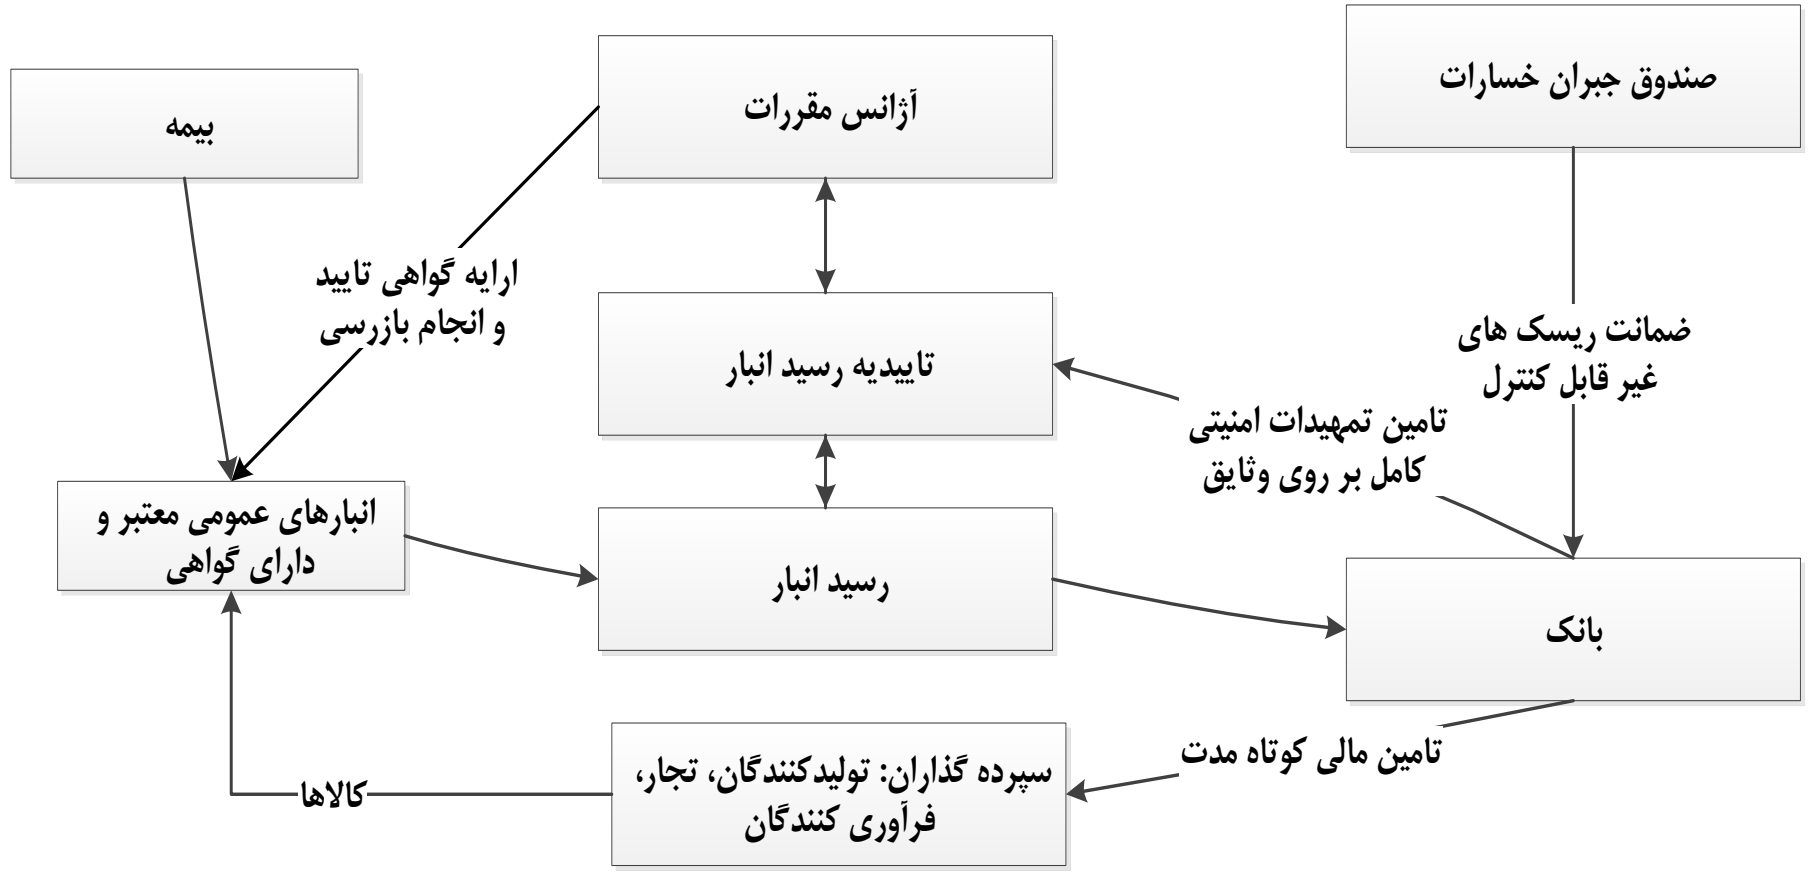 صندوق جبران خسارات
آژانس مقررات
بیمه
ارایه گواهی تایید
و انجام بازرسی
ضمانت ریسک های
غیر قابل کنترل
تاییدیه رسید انبار
تامین تمهیدات امنیتی
کامل بر روی وثایق
انبارهای عمومی معتبر و
دارای گواهی
رسید انبار
بانک
تامین مالی کوتاه مدت
سپرده گذاران: تولیدکنندگان، تجار،
فرآوری کنندگان
کالاها